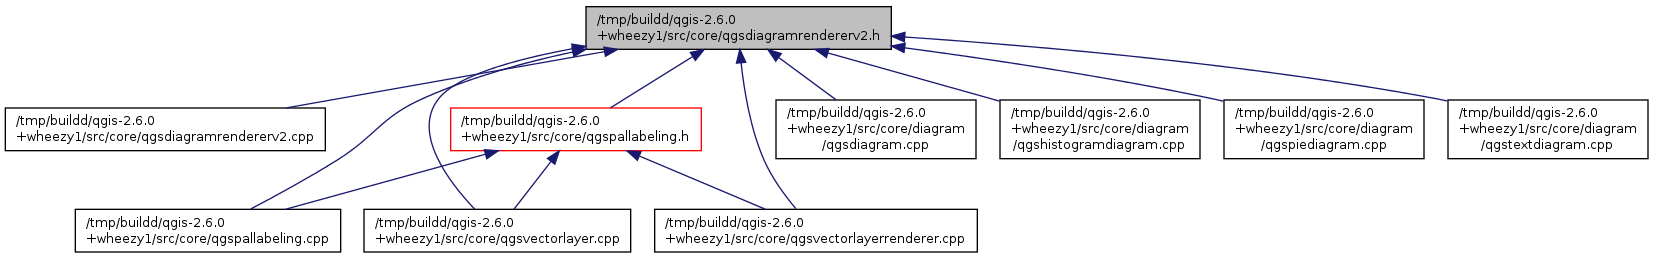 /tmp/buildd/qgis-2.6.0
+wheezy1/src/core/qgsdiagramrendererv2.h
/tmp/buildd/qgis-2.6.0
+wheezy1/src/core/qgsdiagramrendererv2.cpp
/tmp/buildd/qgis-2.6.0
+wheezy1/src/core/qgspallabeling.h
/tmp/buildd/qgis-2.6.0
+wheezy1/src/core/diagram
/qgsdiagram.cpp
/tmp/buildd/qgis-2.6.0
+wheezy1/src/core/diagram
/qgshistogramdiagram.cpp
/tmp/buildd/qgis-2.6.0
+wheezy1/src/core/diagram
/qgspiediagram.cpp
/tmp/buildd/qgis-2.6.0
+wheezy1/src/core/diagram
/qgstextdiagram.cpp
/tmp/buildd/qgis-2.6.0
+wheezy1/src/core/qgspallabeling.cpp
/tmp/buildd/qgis-2.6.0
+wheezy1/src/core/qgsvectorlayer.cpp
/tmp/buildd/qgis-2.6.0
+wheezy1/src/core/qgsvectorlayerrenderer.cpp